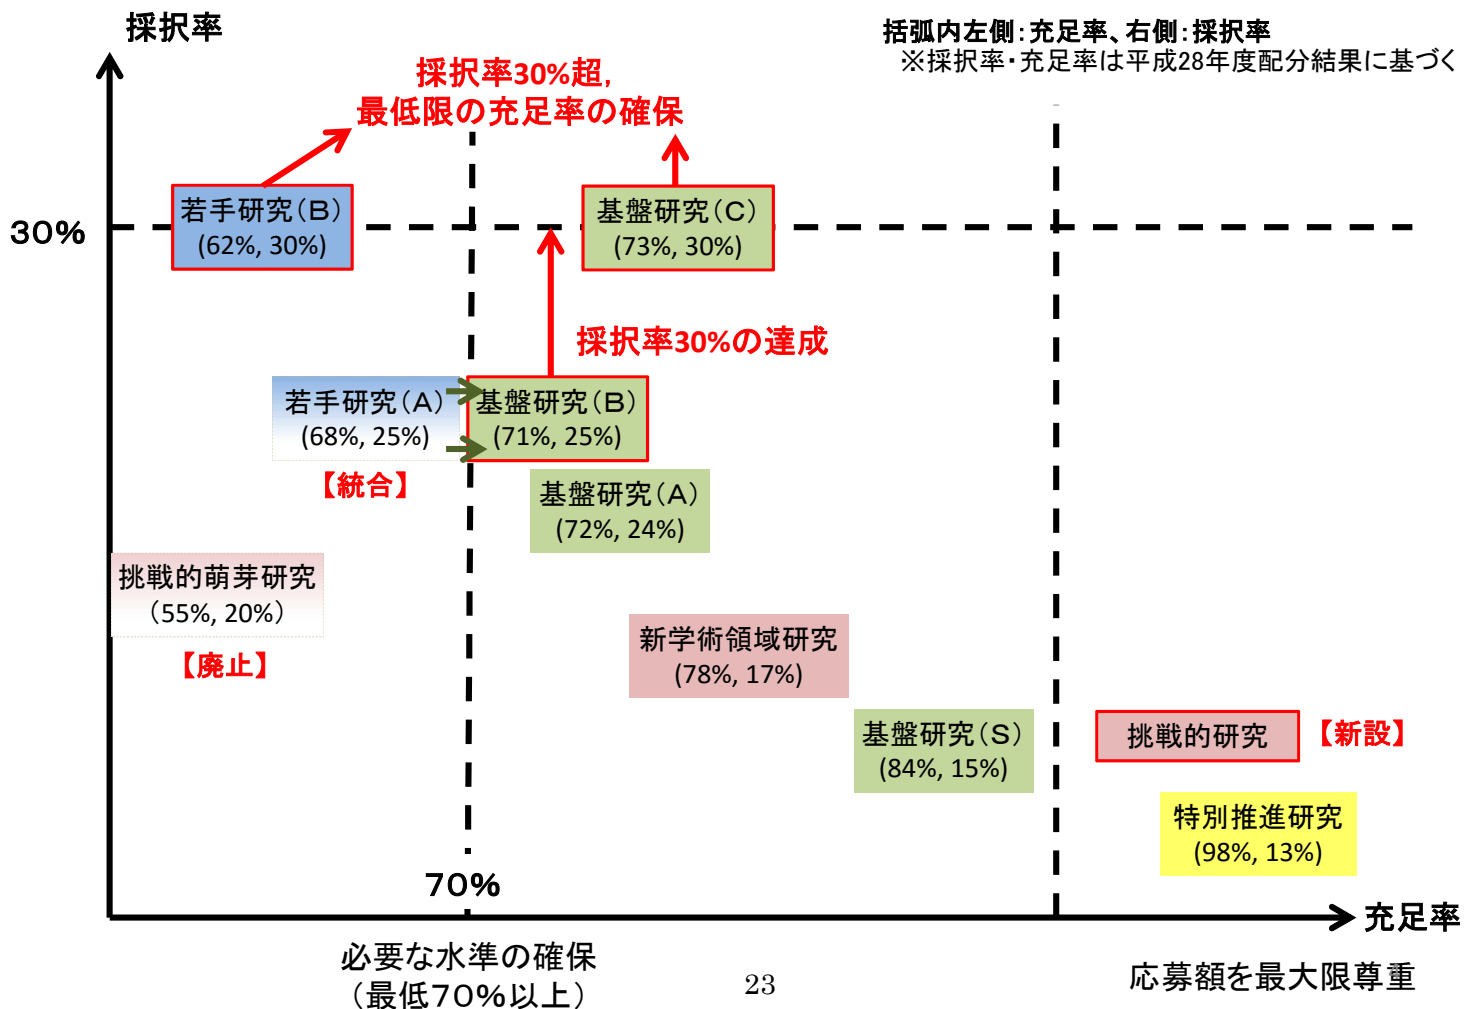 採択率
括弧内左側：充足率、右側：採択率
※採択率・充足率は平成28年度配分結果に基づく
採択率30%超，
最低限の充足率の確保
30%
若手研究（B）
(62%, 30%)
基盤研究（C）
(73%, 30%)
採択率30%の達成
若手研究（A）
(68%, 25%)
【統合】
基盤研究（B）
(71%, 25%)
基盤研究（A）
(72%, 24%)
挑戦的萌芽研究
（55%, 20%）
【廃止】
新学術領域研究
(78%, 17%)
基盤研究（S）
(84%, 15%)
挑戦的研究
【新設】
特別推進研究
(98%, 13%)
70%
充足率
必要な水準の確保
（最低70%以上）
23
応募額を最大限尊重